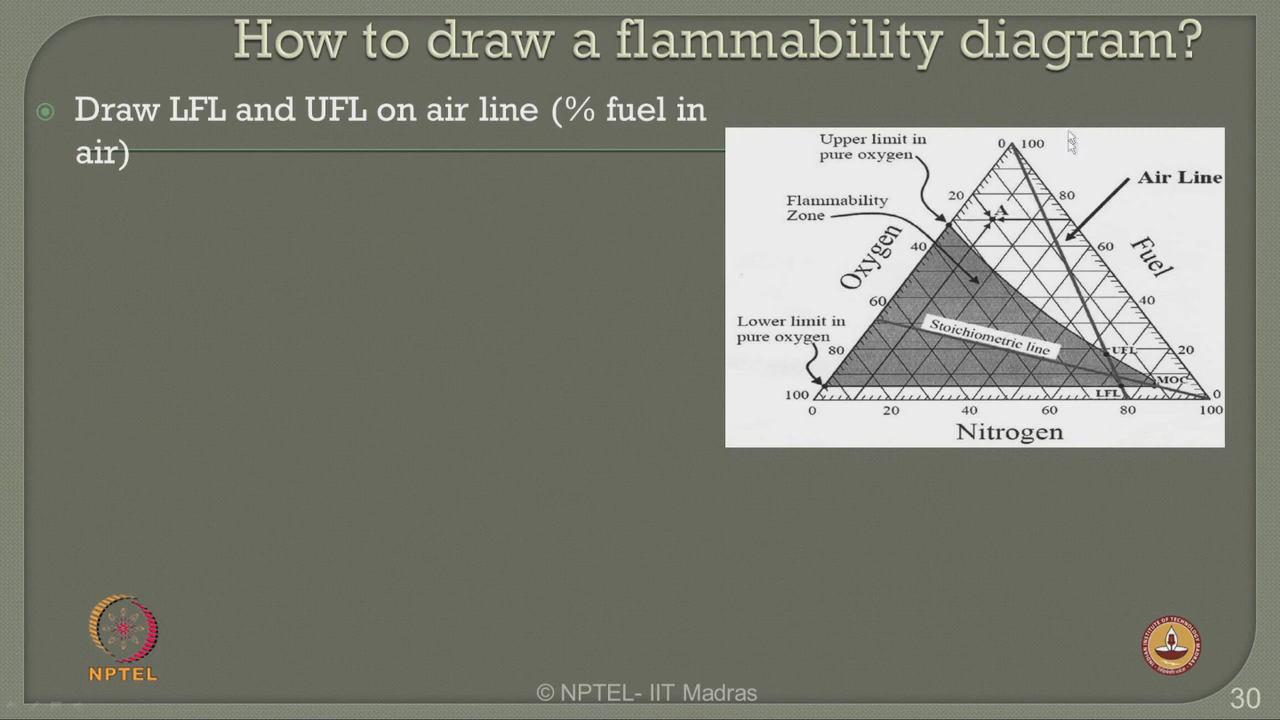 How to draw a flammability diagram?
Draw LFL and UFL on air line (% fuel in
air)
Upper limit in
pure oxygen
Flammability
Zone
Lower limit in
pure oxygen
Oxygen
Air Line
Fuel
A
Stoichiometric line
UFL
MOC
LFL
0
20
40
60
80
100
100
80
60
40
20
0
0
20
40
60
80
100
Nitrogen
NPTEL
© NPTEL- IIT Madras
30